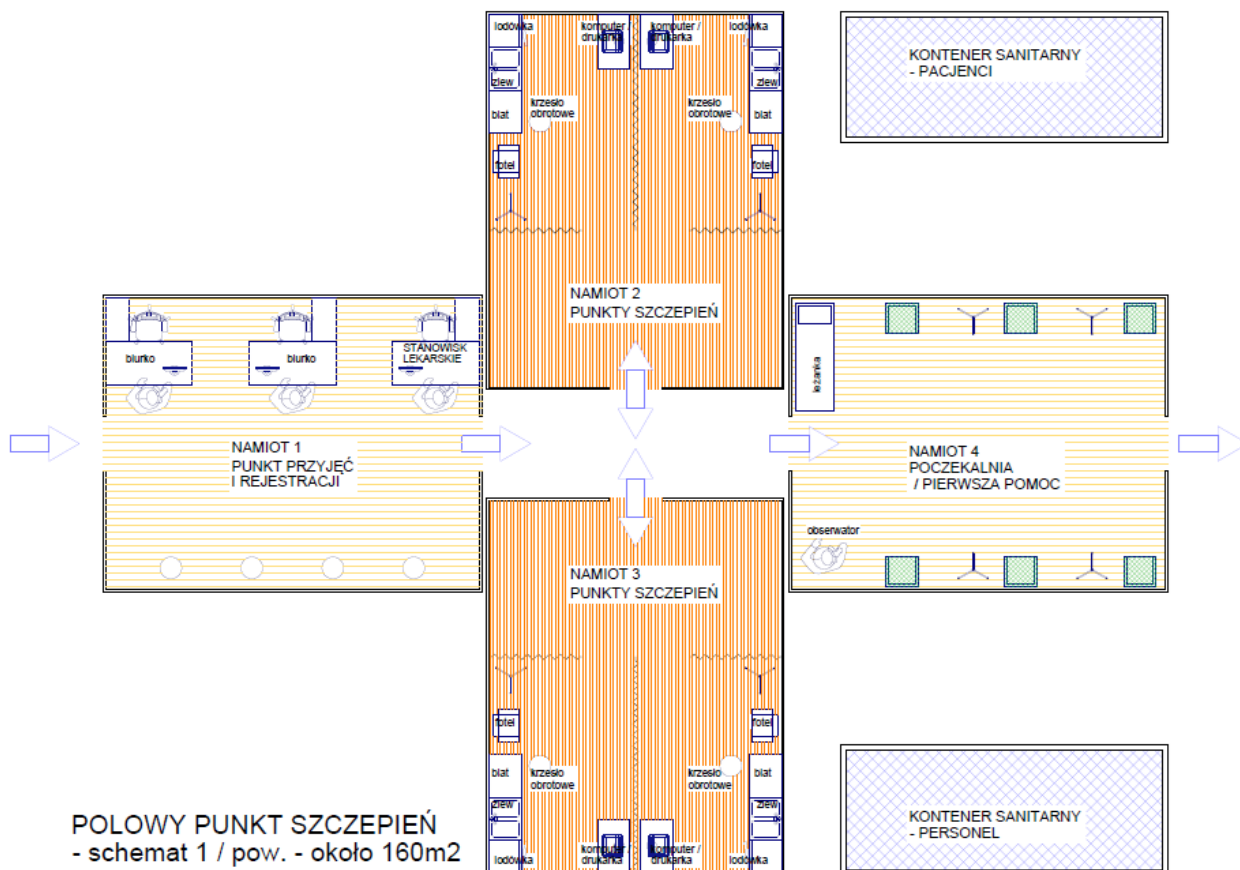 lodówka
komputer /
drukarka
komputer /
drukarka
lodówka
zlew
zlew
blat
krzesło
obrotowe
krzesło
obrotowe
blat
fotel
fotel
KONTENER SANITARNY
- PACJENCI
NAMIOT 2
PUNKTY SZCZEPIEŃ
biurko
biurko
STANOWISK
LEKARSKIE
leżanka
NAMIOT 1
PUNKT PRZYJĘĆ
I REJESTRACJI
NAMIOT 4
POCZEKALNIA
/ PIERWSZA POMOC
obserwator
NAMIOT 3
PUNKTY SZCZEPIEŃ
fotel
fotel
blat
krzesło
obrotowe
krzesło
obrotowe
blat
zlew
zlew
lodówka
komputer /
drukarka
komputer /
drukarka
lodówka
KONTENER SANITARNY
- PERSONEL
POLOWY PUNKT SZCZEPIEŃ
- schemat 1 / pow. - około 160m2